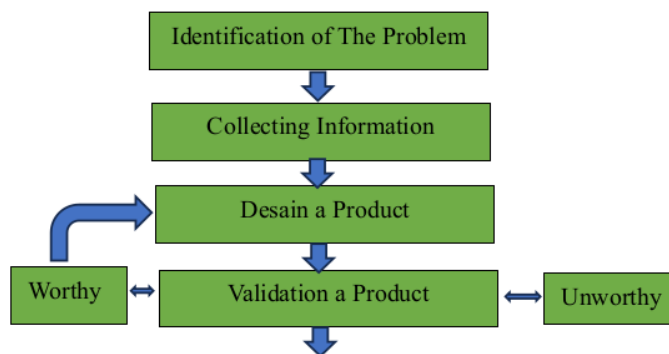 Identification of The Problem
Collecting Information
Desain a Product
Worthy
Validation a Product
Unworthy